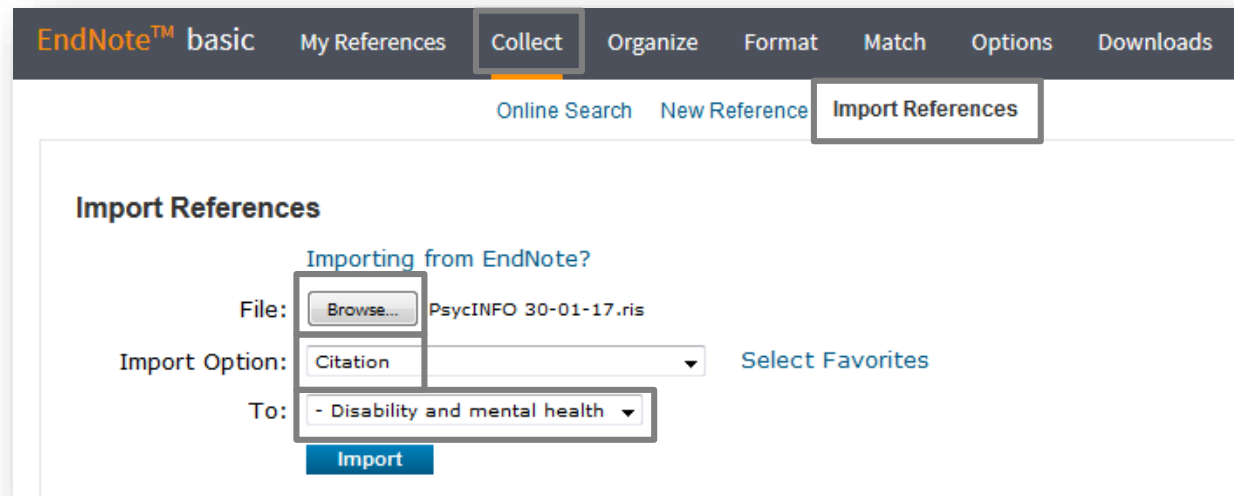 EndNote™ basic My References Collect Organize Format Match Options Downloads
Online Search New Reference Import References
Import References
Importing from EndNote?
File: Browse... PsycINFO 30-01-17.ris
Import Option: Citation Select Favorites
To: - Disability and mental health
Import